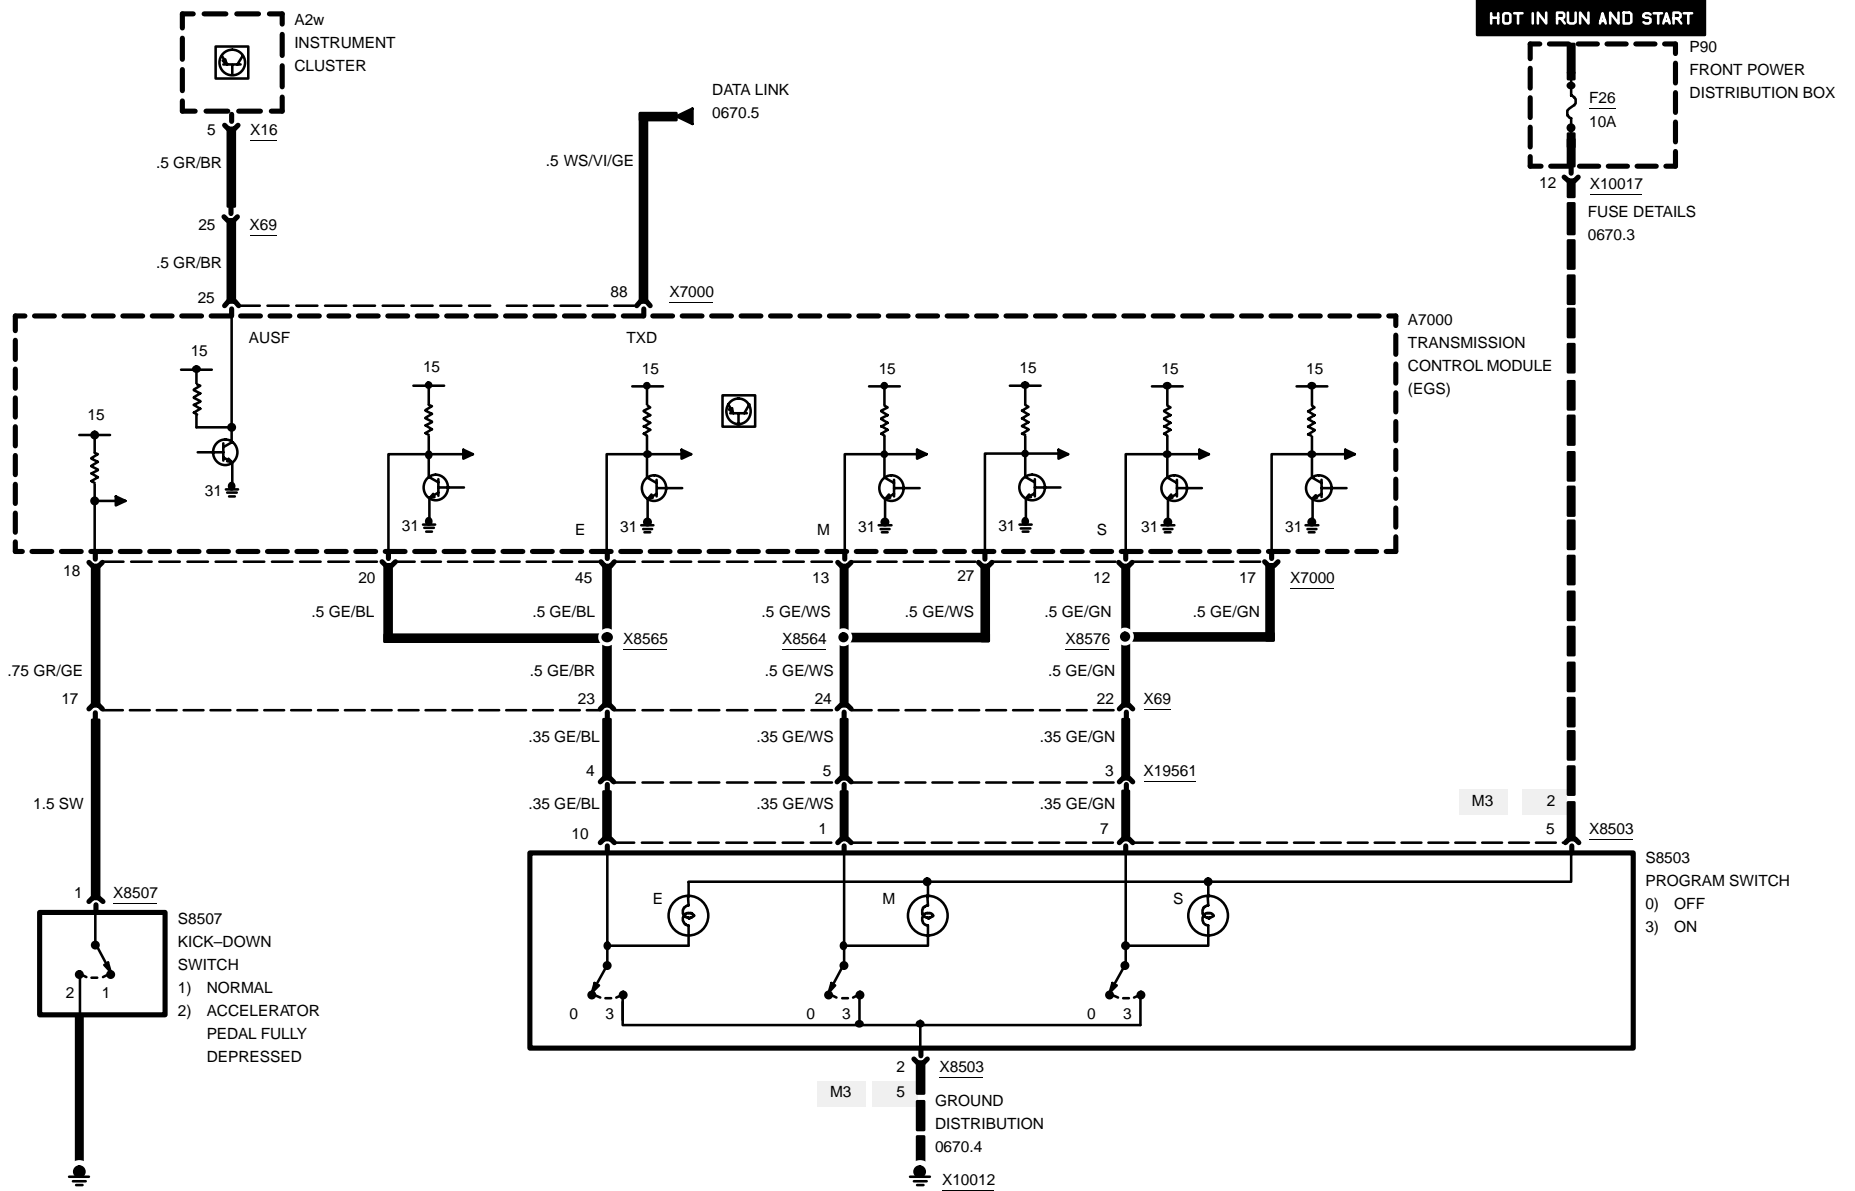 HOT IN RUN AND START
A2w
INSTRUMENT
CLUSTER
P90
FRONT POWER
DISTRIBUTION BOX
F26
10A
DATA LINK
0670.5
5 X16
.5 GR/BR
.5 WS/VI/GE
12 X10017
FUSE DETAILS
0670.3
25 X69
.5 GR/BR
25
88 X7000
AUSF
TXD
A7000
TRANSMISSION
CONTROL MODULE
(EGS)
15
15
15
15
15
15
15
15
31
31
31
31
31
31
31
E
M
S
18
20
45
13
27
12
17
X7000
.5 GE/BL
.5 GE/BL
.5 GE/WS
.5 GE/WS
.5 GE/GN
.5 GE/GN
X8565
X8564
X8576
.75 GR/GE
.5 GE/BR
.5 GE/WS
.5 GE/GN
17
23
24
22
X69
.35 GE/BL
.35 GE/WS
.35 GE/GN
4
5
3
X19561
1.5 SW
.35 GE/BL
.35 GE/WS
.35 GE/GN
M3 2
10
1
7
5
X8503
S8503
PROGRAM SWITCH
0) OFF
3) ON
E
M
S
1 X8507
S8507
KICK–DOWN
SWITCH
1) NORMAL
2) ACCELERATOR
PEDAL FULLY
DEPRESSED
2 1
0 3
0 3
0 3
2 X8503
M3 5
GROUND
DISTRIBUTION
0670.4
X10012